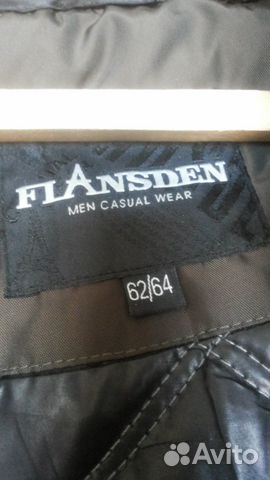 FLANSDEN
MEN CASUAL WEAR
62/64
Avito